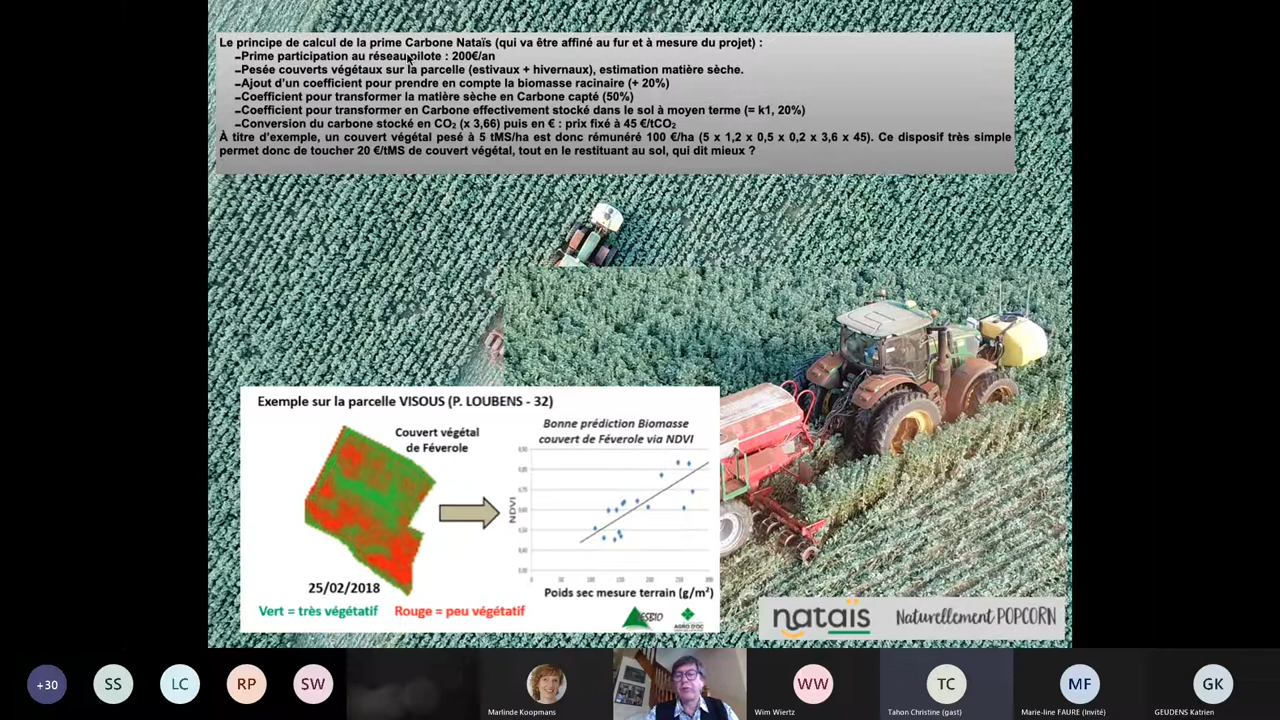 Le principe de calcul de la prime Carbone Nataïs (qui va être affiné au fur et à mesure du projet) :
-Prime participation au réseau pilote : 200€/an
-Pesée couverts végétaux sur la parcelle (estivaux + hivernaux), estimation matière sèche.
-Ajout d'un coefficient pour prendre en compte la biomasse racinaire (+ 20%)
-Coefficient pour transformer la matière sèche en Carbone capté (50%)
-Coefficient pour transformer en Carbone effectivement stocké dans le sol à moyen terme (= k1, 20%)
-Conversion du carbone stocké en CO₂ (x 3,66) puis en € : prix fixé à 45 €/tCO₂
À titre d'exemple, un couvert végétal pesé à 5 tMS/ha est donc rémunéré 100 €/ha (5 x 1,2 x 0,5 x 0,2 x 3,6 x 45). Ce disposif très simple
permet donc de toucher 20 €/tMS de couvert végétal, tout en le restituant au sol, qui dit mieux ?
Exemple sur la parcelle VISOUS (P. LOUBENS - 32)
Couvert végétal
de Féverole
Bonne prédiction Biomasse
couvert de Féverole via NDVI
NDVI
Poids sec mesure terrain (g/m²)
25/02/2018
Vert = très végétatif
Rouge = peu végétatif
AGRO D'OC
nataïs
Naturellement POPCORN
+30
SS
LC
RP
SW
WW
TC
MF
GK
Marlinde Koopmans
Wim Wiertz
Tahon Christine (gast)
Marie-line FAURE (Invité)
GEUDENS Katrien